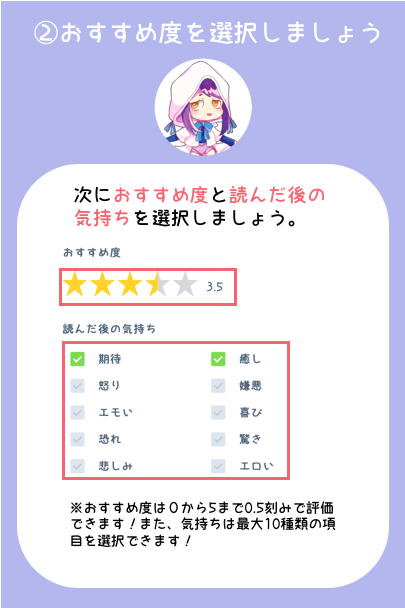 ②おすすめ度を選択しましょう
次におすすめ度と読んだ後の
気持ちを選択しましょう。
おすすめ度
3.5
読んだ後の気持ち
期待 癒し
怒り 嫌悪
エモい 喜び
恐れ 驚き
悲しみ エロい
※おすすめ度は０から5まで0.5刻みで評価
できます！また、気持ちは最大10種類の項
目を選択できます！